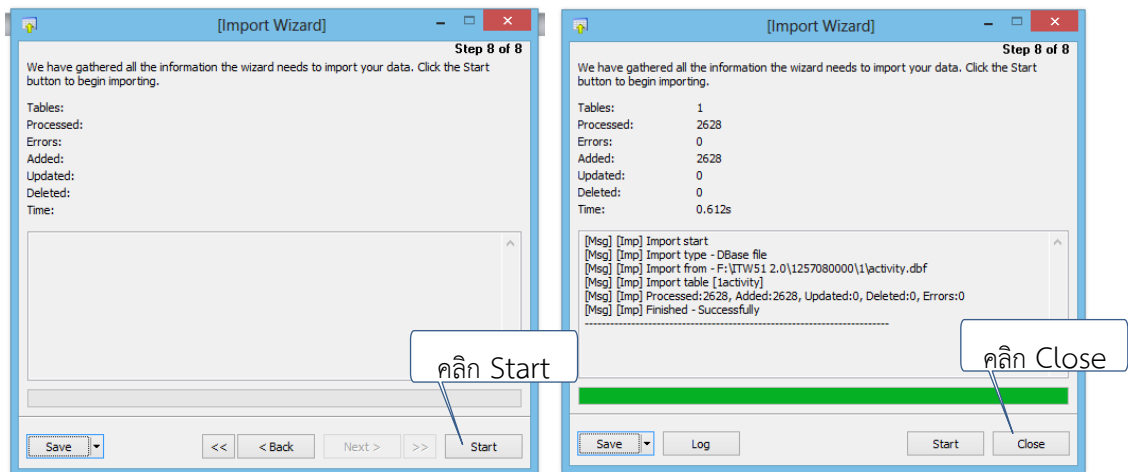 [Import Wizard]
Step 8 of 8
We have gathered all the information the wizard needs to import your data. Click the Start
button to begin importing.
Tables:
Processed:
Errors:
Added:
Updated:
Deleted:
Time:
คลิก Start
Save
<<
< Back
Next >
>>
Start
[Import Wizard]
Step 8 of 8
We have gathered all the information the wizard needs to import your data. Click the Start
button to begin importing.
Tables: 1
Processed: 2628
Errors: 0
Added: 2628
Updated: 0
Deleted: 0
Time: 0.612s
[Msg] [Imp] Import start
[Msg] [Imp] Import type - DBase file
[Msg] [Imp] Import from - F:\ITW51 2.0\1257080000\1\activity.dbf
[Msg] [Imp] Import table [1activity]
[Msg] [Imp] Processed:2628, Added:2628, Updated:0, Deleted:0, Errors:0
[Msg] [Imp] Finished - Successfully
--------------------------------------------------------------------------
คลิก Close
Save
Log
Start
Close